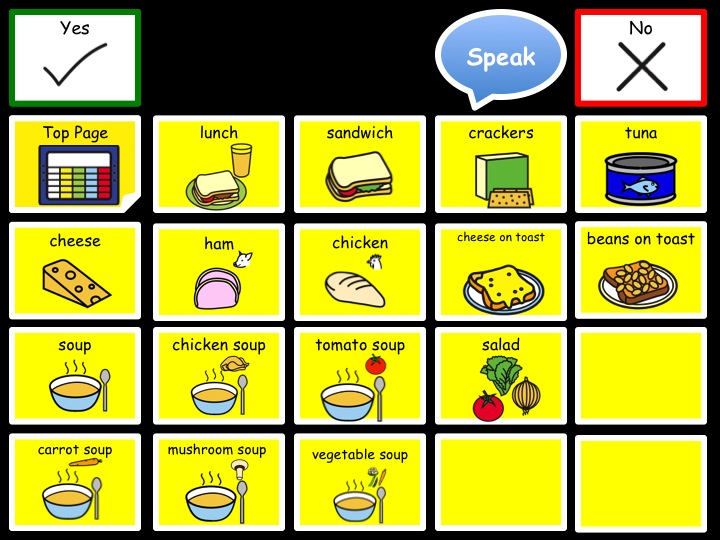 Yes
Speak
No
Top Page
lunch
sandwich
crackers
tuna
cheese
ham
chicken
cheese on toast
beans on toast
soup
chicken soup
tomato soup
salad
carrot soup
mushroom soup
vegetable soup